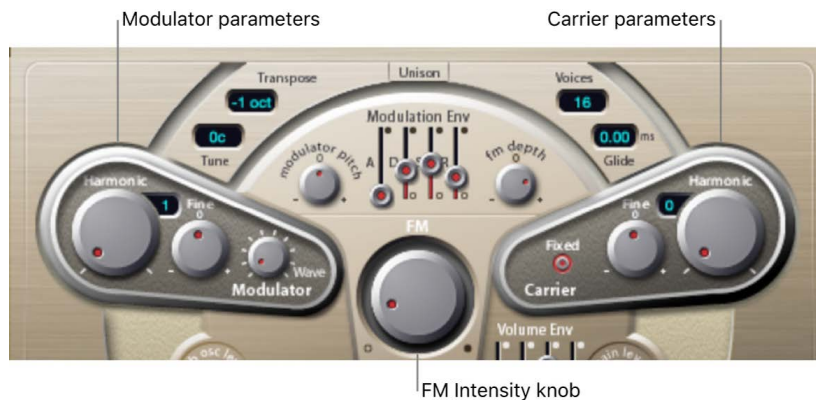 Modulator parameters
Carrier parameters
Transpose
Unison
Voices
-1 oct
16
Modulation Env
0c
0.00 ms
Tune
modulator pitch
0
- +
A D S R
fm depth
0
- +
Glide
Harmonic
1
Fine
0
- +
Wave
Modulator
FM
Harmonic
0
Fine
0
- +
Fixed
Carrier
Volume Env
FM Intensity knob